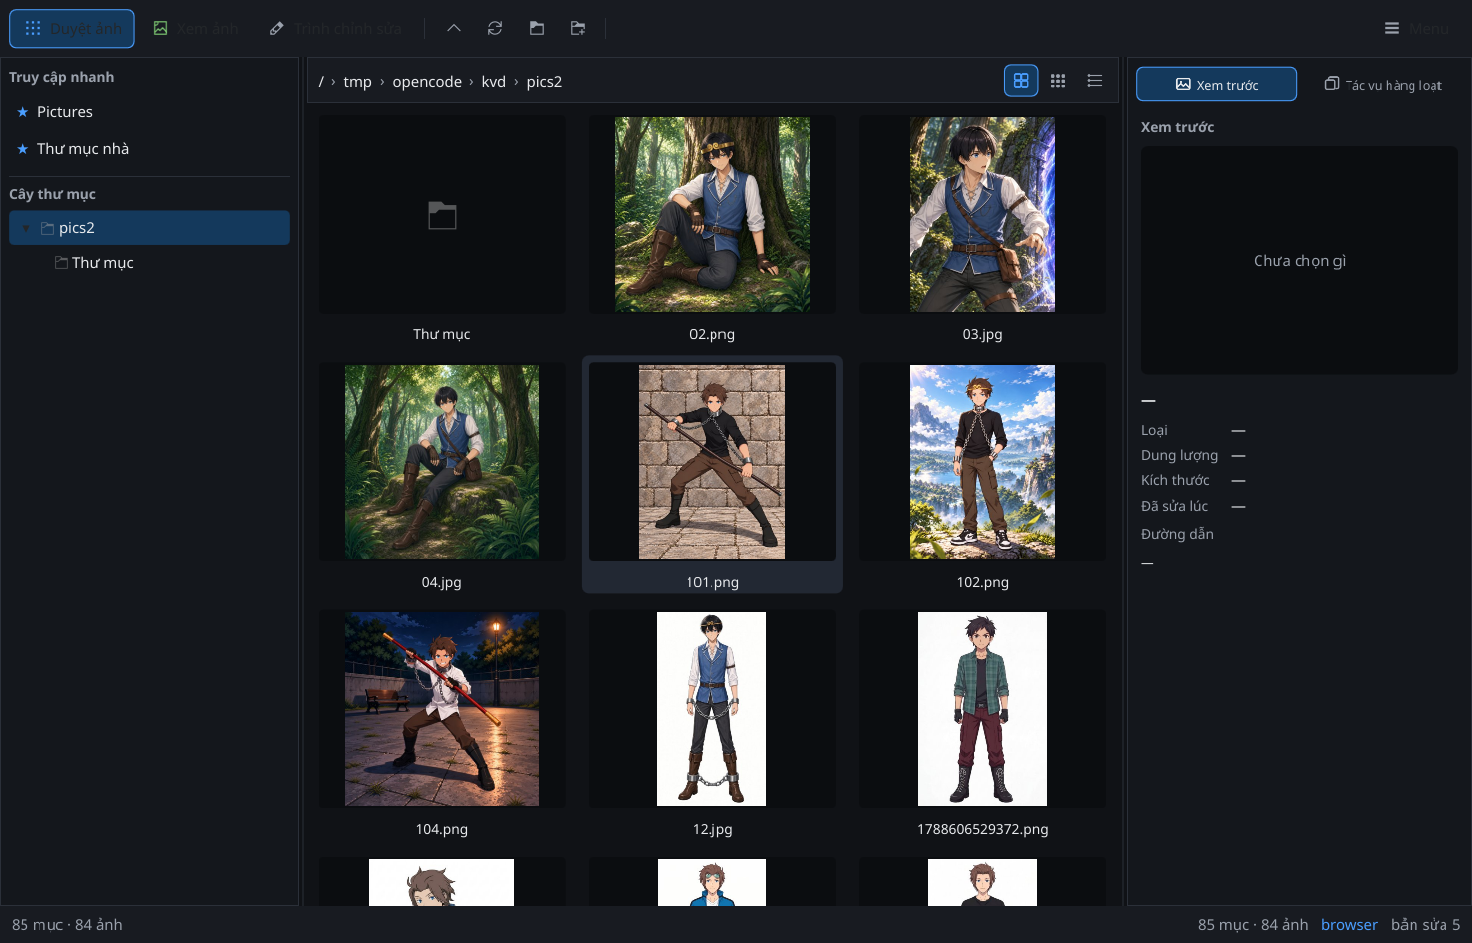 Duyệt ảnh Xem ảnh Trình chỉnh sửa Menu
Truy cập nhanh
Pictures
Thư mục nhà
Cây thư mục
pics2
Thư mục
/ › tmp › opencode › kvd › pics2
Thư mục
02.png
03.jpg
04.jpg
101.png
102.png
104.png
12.jpg
1788606529372.png
Xem trước
Tác vụ hàng loạt
Xem trước
Chưa chọn gì
—
Loại —
Dung lượng —
Kích thước —
Đã sửa lúc —
Đường dẫn
—
85 mục · 84 ảnh
85 mục · 84 ảnh browser bản sửa 5